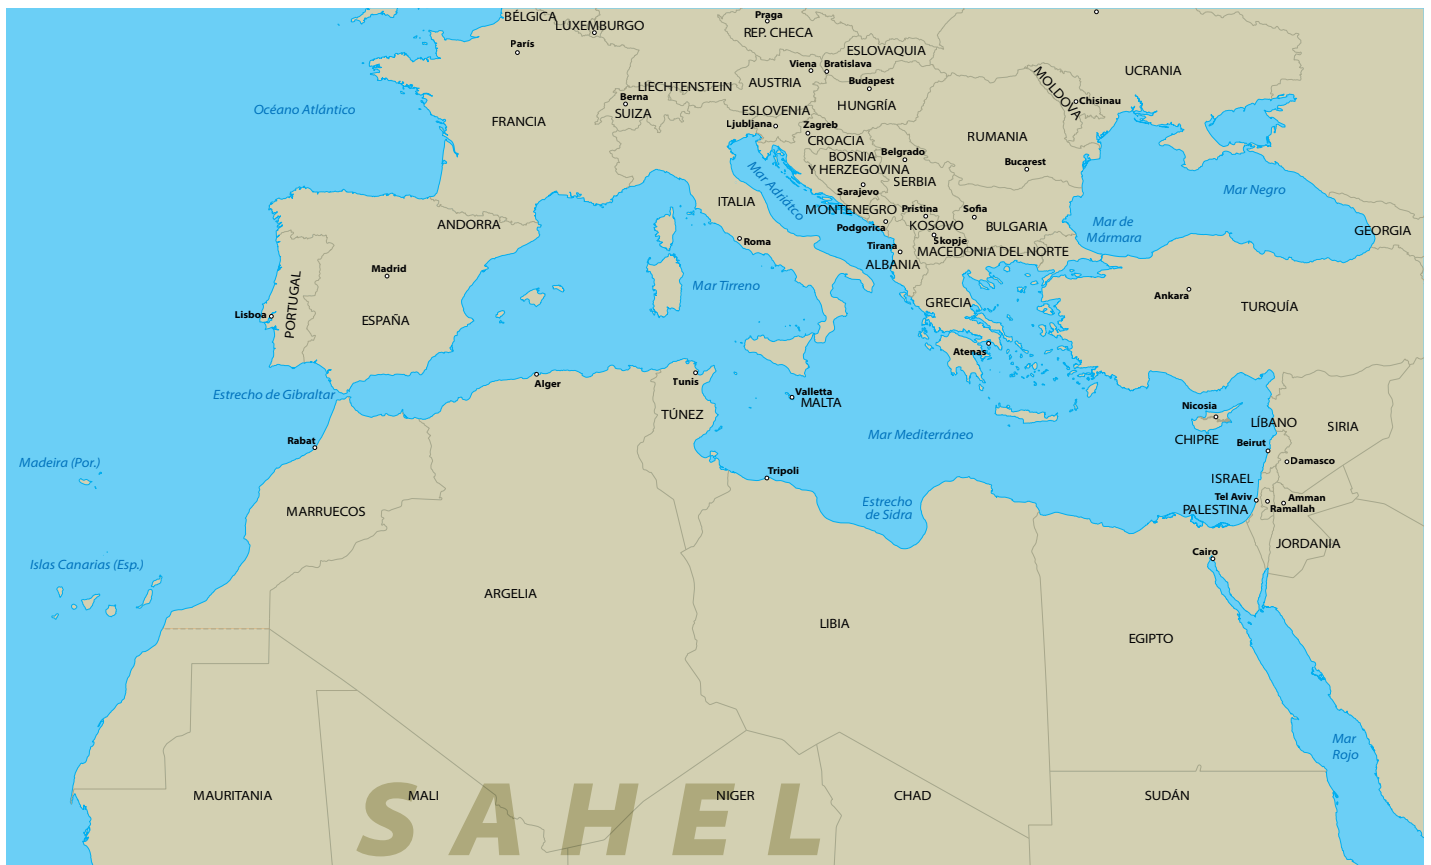 BÉLGICA
LUXEMBURGO
Praga
REP. CHECA
París
ESLOVAQUIA
Viena
Bratislava
UCRANIA
LIECHTENSTEIN
AUSTRIA
Budapest
MOLDOVA
Berna
SUIZA
HUNGRÍA
Chisinau
Océano Atlántico
ESLOVENIA
FRANCIA
Ljubljana
Zagreb
CROACIA
RUMANIA
BOSNIA
Y HERZEGOVINA
Belgrado
Bucarest
SERBIA
Mar Adriátco
Sarajevo
Mar Negro
ITALIA
MONTENEGRO
Pristina
Sofia
ANDORRA
Podgorica
KOSOVO
BULGARIA
Mar de
Mármara
GEORGIA
Roma
Tirana
Skopje
MACEDONIA DEL NORTE
ALBANIA
Madrid
Mar Tirreno
Ankara
PORTUGAL
GRECIA
TURQUÍA
Lisboa
ESPAÑA
Atenas
Alger
Tunis
Estrecho de Gibraltar
Valletta
MALTA
TÚNEZ
Nicosia
LÍBANO
SIRIA
Mar Mediterráneo
CHIPRE
Beirut
Rabat
Madeira (Por.)
Damasco
Tripoli
ISRAEL
Tel Aviv
Amman
Estrecho
de Sidra
PALESTINA
Ramallah
MARRUECOS
JORDANIA
Cairo
Islas Canarias (Esp.)
ARGELIA
LIBIA
EGIPTO
Mar
Rojo
MAURITANIA
MALI
NIGER
CHAD
SUDÁN
SAHEL